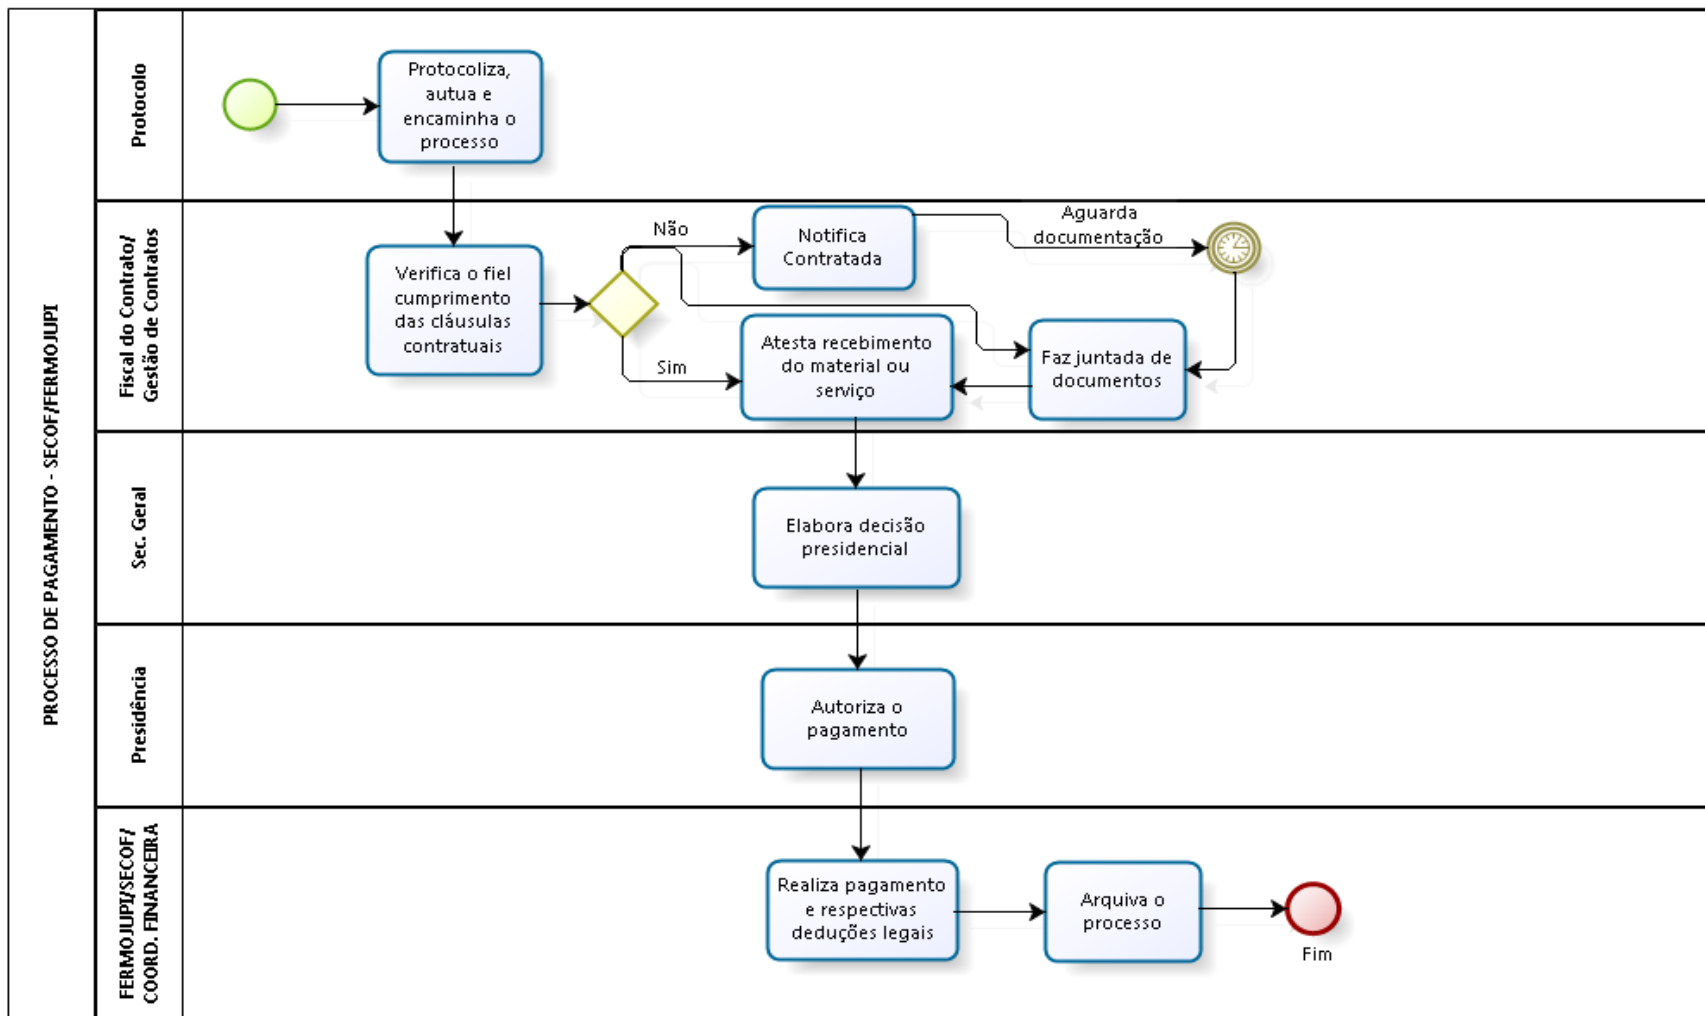 PROCESSO DE PAGAMENTO - SECOF/FERMOJUPI
Protocolo
Protocoliza,
autua e
encaminha o
processo
Fiscal do Contrato/
Gestão de Contratos
Verifica o fiel
cumprimento
das cláusulas
contratuais
Não
Sim
Notifica
Contratada
Aguarda
documentação
Atesta recebimento
do material ou
serviço
Faz juntada de
documentos
Sec. Geral
Elabora decisão
presidencial
Presidência
Autoriza o
pagamento
FERMOJUPI/SECOF/
COORD. FINANCEIRA
Realiza pagamento
e respectivas
deduções legais
Arquiva o
processo
Fim